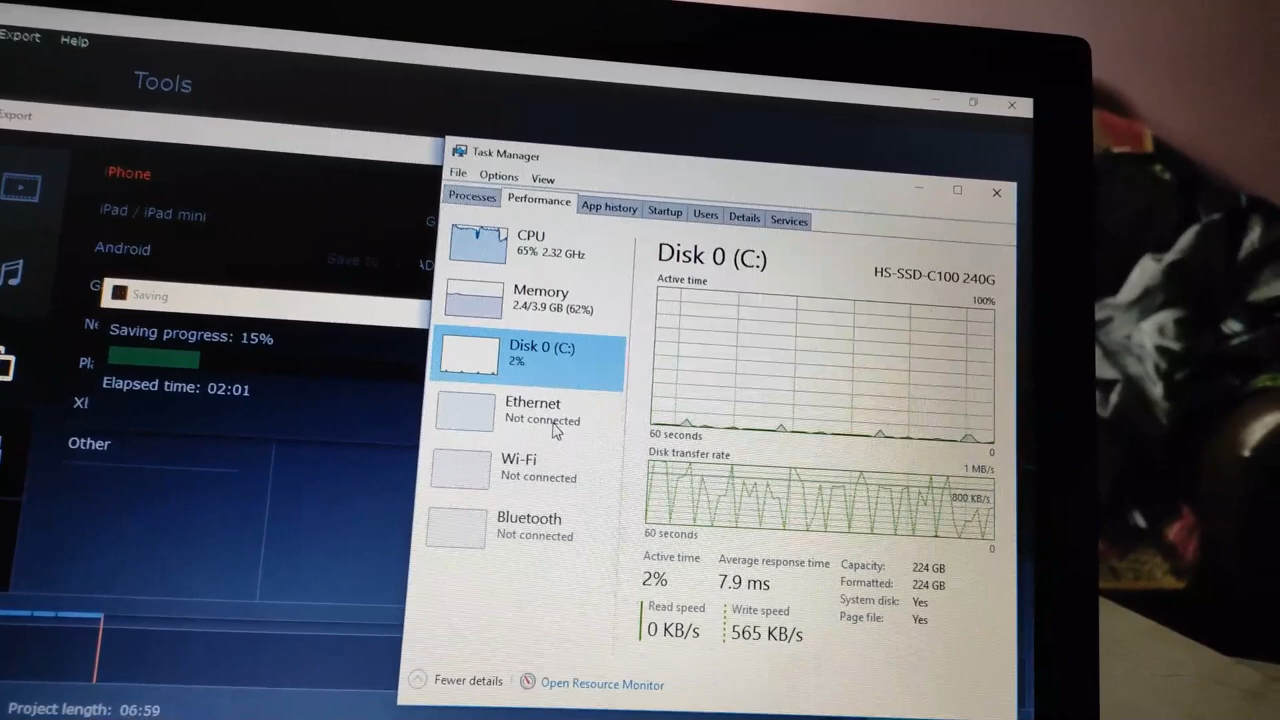 Export Help
Tools
Export
iPhone
iPad / iPad mini
Android
Save to
Saving
Saving progress: 15%
Elapsed time: 02:01
Other
Project length: 06:59
Task Manager
File Options View
Processes Performance App history Startup Users Details Services
CPU
65% 2.32 GHz
Memory
2.4/3.9 GB (62%)
Disk 0 (C:)
2%
Ethernet
Not connected
Wi-Fi
Not connected
Bluetooth
Not connected
Disk 0 (C:)
HS-SSD-C100 240G
Active time
100%
60 seconds
0
Disk transfer rate
1 MB/s
800 KB/s
60 seconds
0
Active time
2%
Average response time
7.9 ms
Read speed
0 KB/s
Write speed
565 KB/s
Capacity: 224 GB
Formatted: 224 GB
System disk: Yes
Page file: Yes
Fewer details
Open Resource Monitor